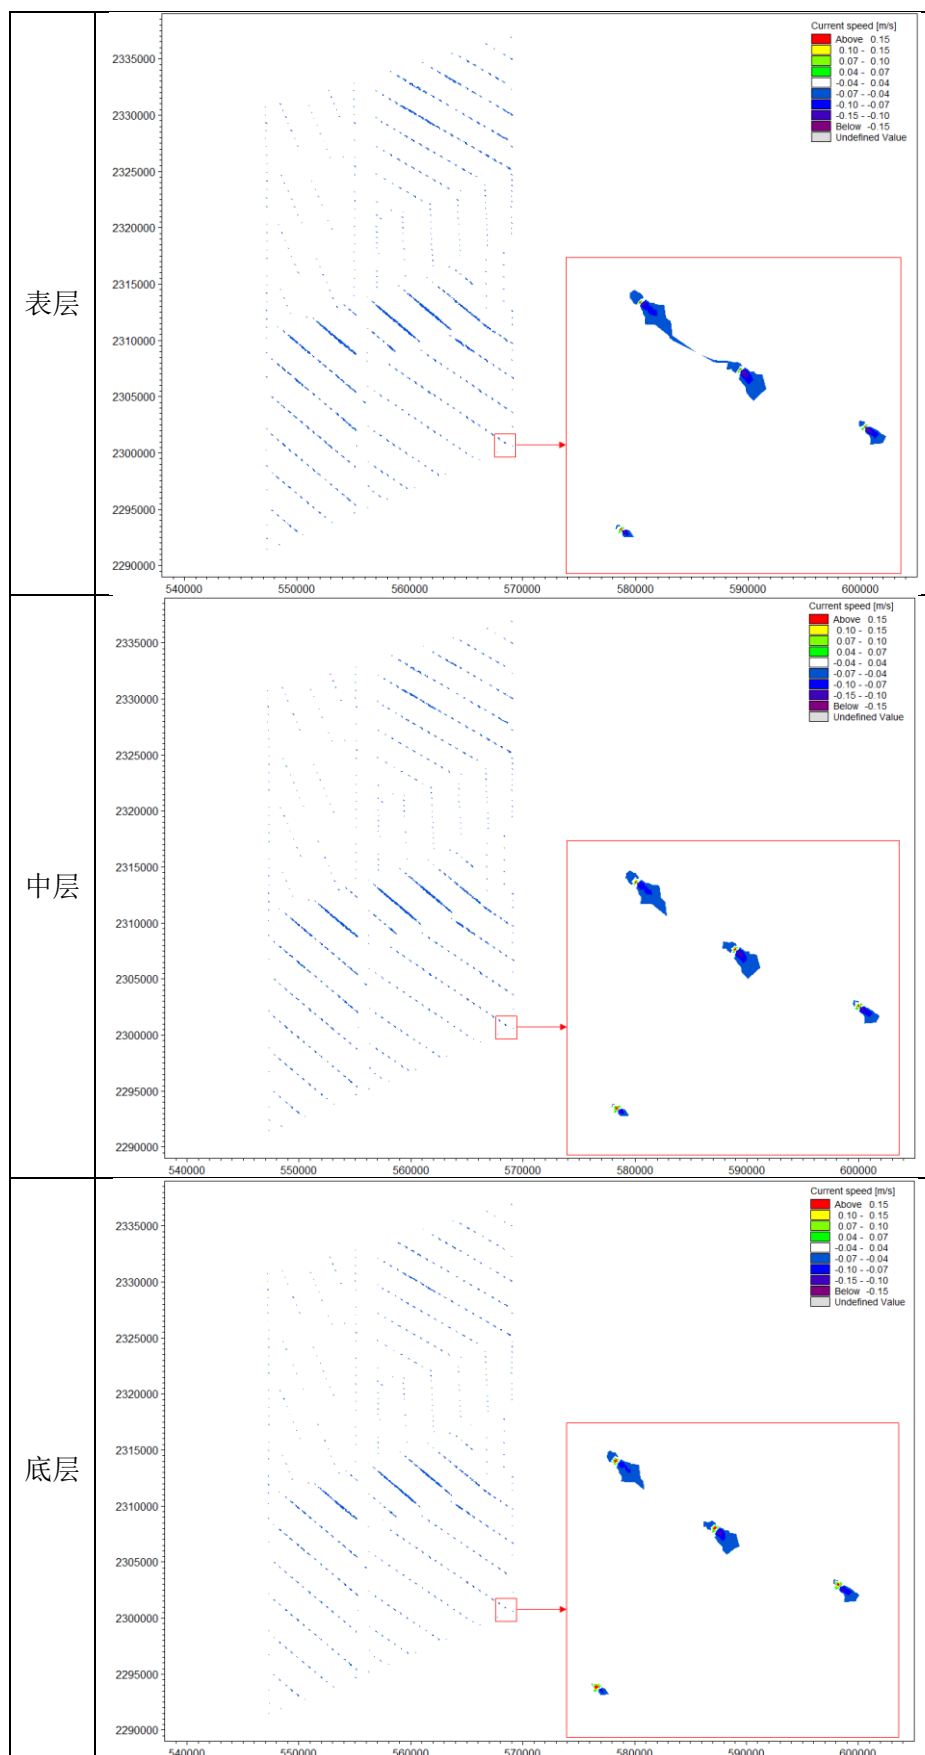 表层
Current speed [m/s]
Above 0.15
0.10 - 0.15
0.07 - 0.10
0.04 - 0.07
-0.04 - 0.04
-0.07 - -0.04
-0.10 - -0.07
-0.15 - -0.10
Below -0.15
Undefined Value
2335000
2330000
2325000
2320000
2315000
2310000
2305000
2300000
2295000
2290000
540000 550000 560000 570000 580000 590000 600000
中层
Current speed [m/s]
Above 0.15
0.10 - 0.15
0.07 - 0.10
0.04 - 0.07
-0.04 - 0.04
-0.07 - -0.04
-0.10 - -0.07
-0.15 - -0.10
Below -0.15
Undefined Value
2335000
2330000
2325000
2320000
2315000
2310000
2305000
2300000
2295000
2290000
540000 550000 560000 570000 580000 590000 600000
底层
Current speed [m/s]
Above 0.15
0.10 - 0.15
0.07 - 0.10
0.04 - 0.07
-0.04 - 0.04
-0.07 - -0.04
-0.10 - -0.07
-0.15 - -0.10
Below -0.15
Undefined Value
2335000
2330000
2325000
2320000
2315000
2310000
2305000
2300000
2295000
2290000
540000 550000 560000 570000 580000 590000 600000